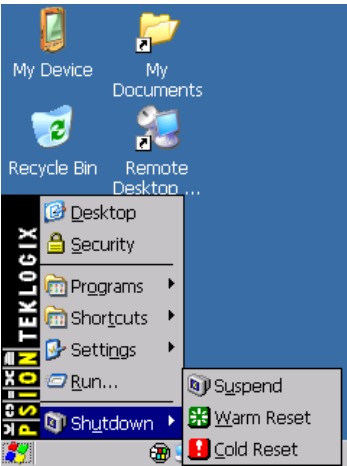 My Device
My
Documents
Recycle Bin
Remote
Desktop ...
PSION TEKLOGIX
Desktop
Security
Programs
Shortcuts
Settings
Run...
Shutdown
Suspend
Warm Reset
Cold Reset